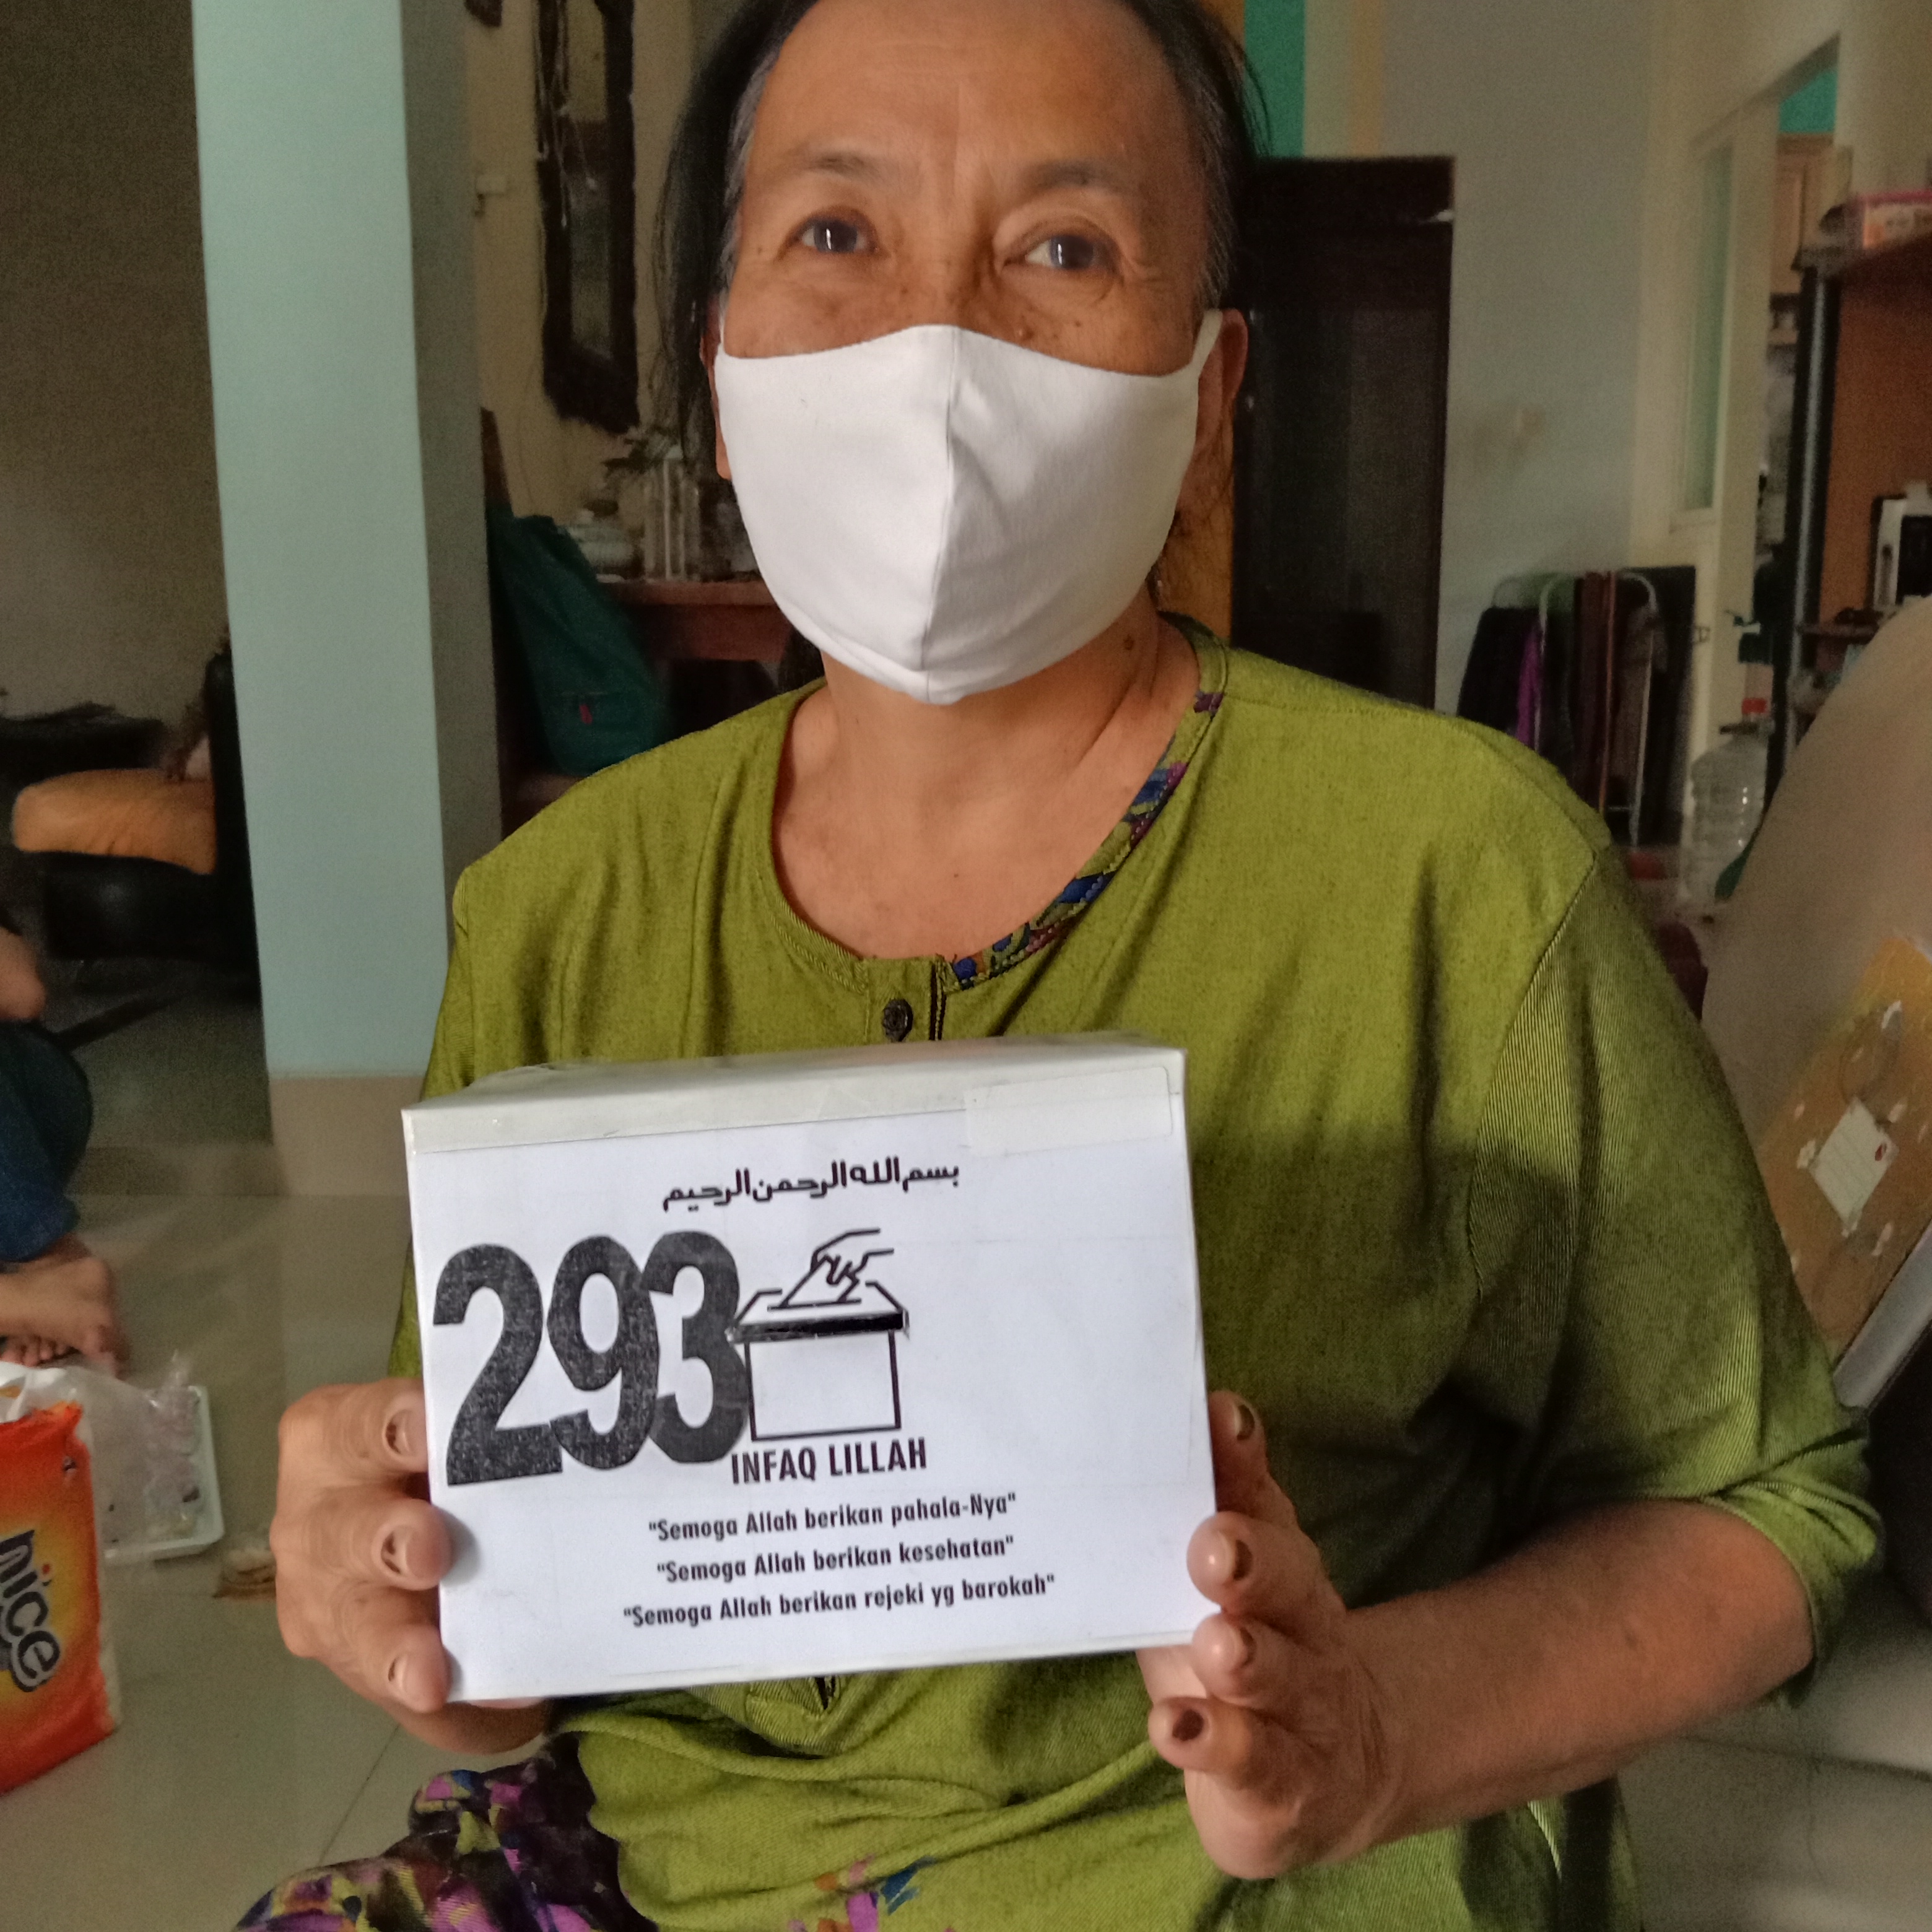 بسم الله الرحمن الرحيم
293
INFAQ LILLAH
"Semoga Allah berikan pahala-Nya"
"Semoga Allah berikan kesehatan"
"Semoga Allah berikan rejeki yg barokah"
nice